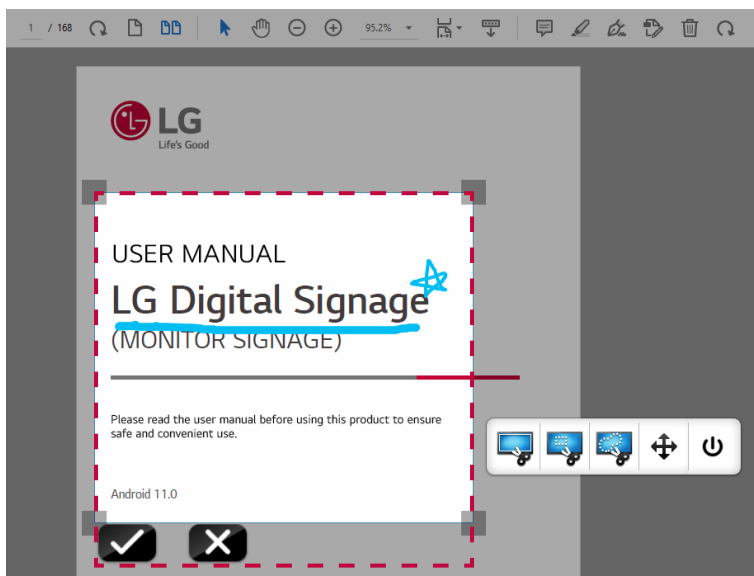 1 / 168 95.2%
LG
Life's Good
USER MANUAL
LG Digital Signage
(MONITOR SIGNAGE)
Please read the user manual before using this product to ensure
safe and convenient use.
Android 11.0